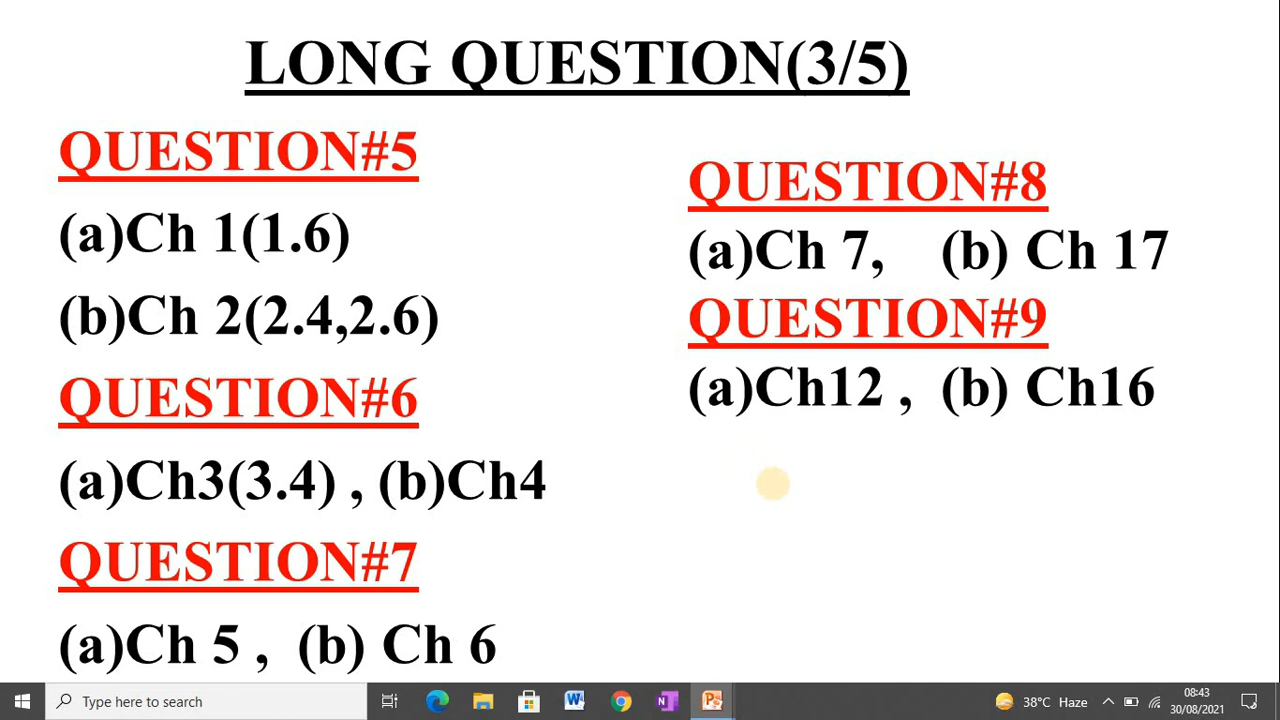 LONG QUESTION(3/5)
QUESTION#5
(a)Ch 1(1.6)
(b)Ch 2(2.4,2.6)
QUESTION#6
(a)Ch3(3.4) , (b)Ch4
QUESTION#7
(a)Ch 5 ,  (b) Ch 6
QUESTION#8
(a)Ch 7,   (b) Ch 17
QUESTION#9
(a)Ch12 ,  (b) Ch16
Type here to search
38°C Haze
08:43
30/08/2021